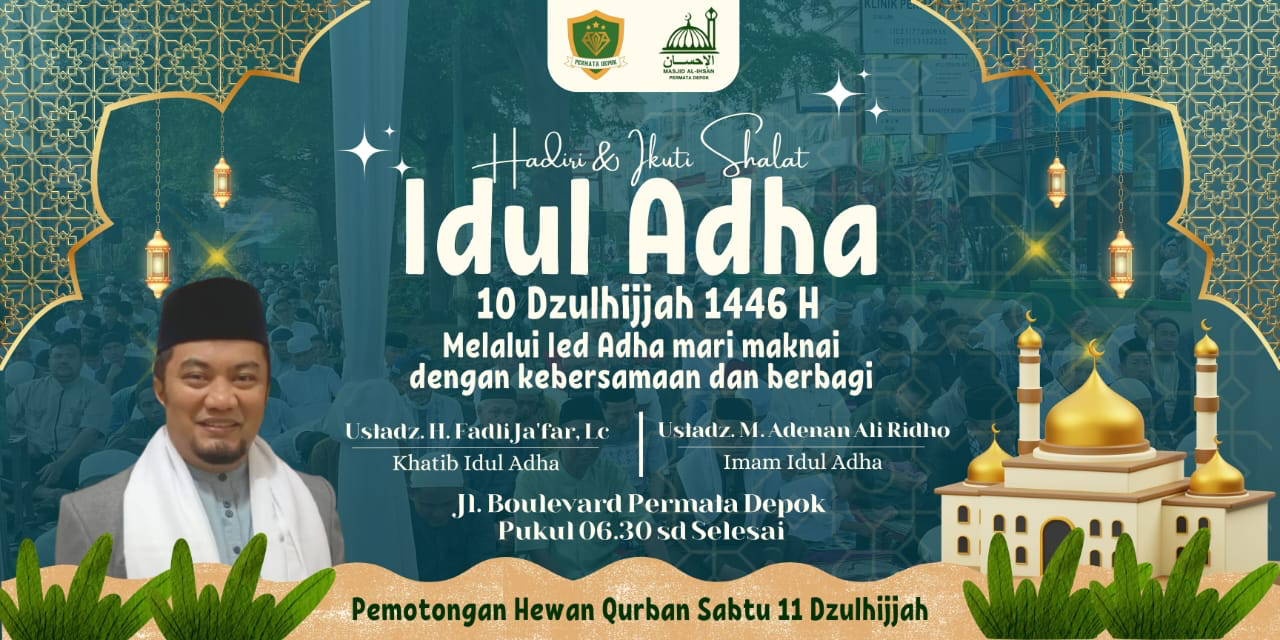 PERMATA DEPOK
الإحسان
MASJID AL-IHSAN
PERMATA DEPOK
Hadiri & Ikuti Shalat
Idul Adha
10 Dzulhijjah 1446 H
Melalui Ied Adha mari maknai
dengan kebersamaan dan berbagi
Ustadz. H. Fadli Ja'far, Lc
Khatib Idul Adha
Ustadz. M. Adenan Ali Ridho
Imam Idul Adha
Jl. Boulevard Permata Depok
Pukul 06.30 sd Selesai
Pemotongan Hewan Qurban Sabtu 11 Dzulhijjah